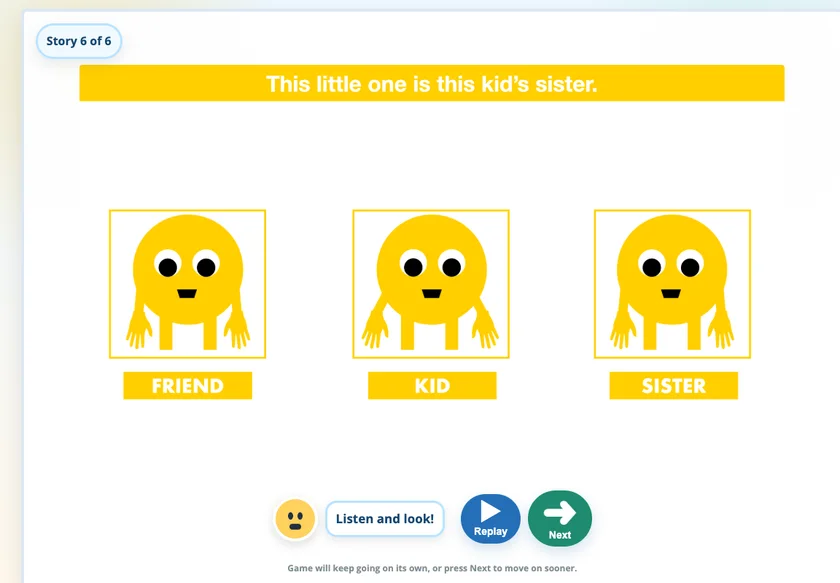 Story 6 of 6
This little one is this kid’s sister.
FRIEND
KID
SISTER
Listen and look!
Replay
Next
Game will keep going on its own, or press Next to move on sooner.